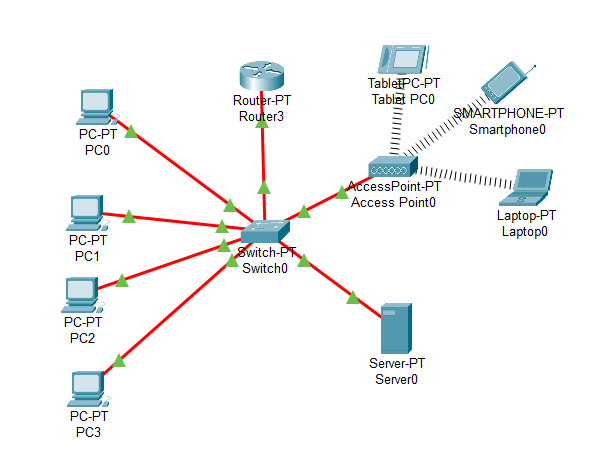 TabletPC-PT
Tablet PC0
Router-PT
Router3
SMARTPHONE-PT
Smartphone0
PC-PT
PC0
AccessPoint-PT
Access Point0
Laptop-PT
Laptop0
PC-PT
PC1
Switch-PT
Switch0
PC-PT
PC2
Server-PT
Server0
PC-PT
PC3